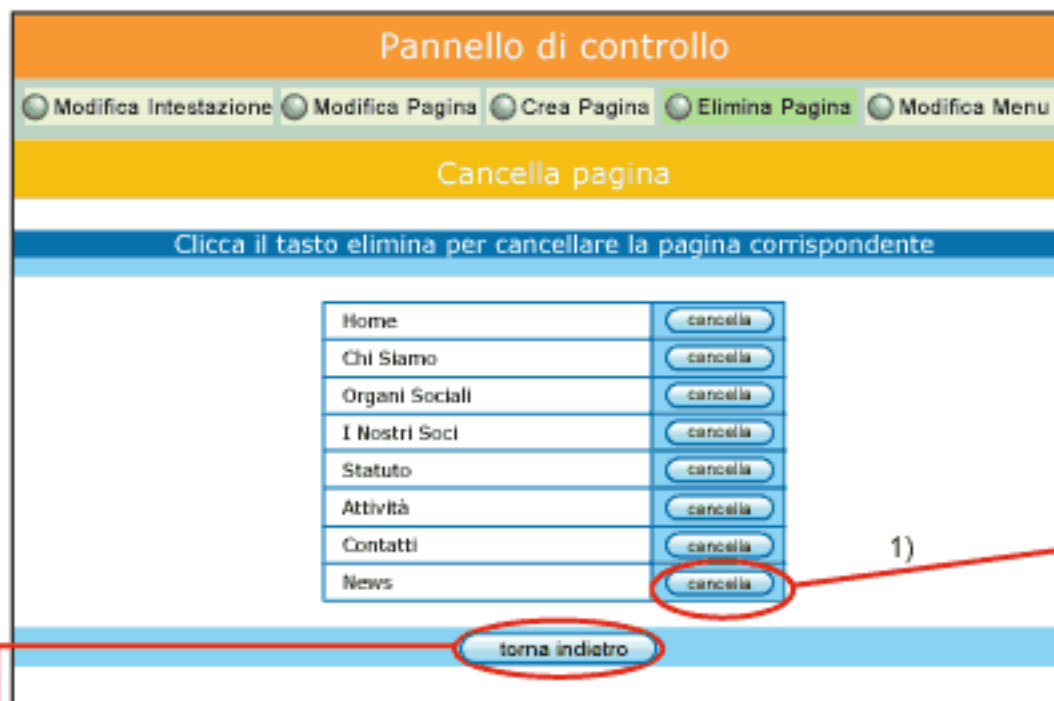 Pannello di controllo
Modifica Intestazione Modifica Pagina Crea Pagina Elimina Pagina Modifica Menu
Cancella pagina
Clicca il tasto elimina per cancellare la pagina corrispondente
Home cancella
Chi Siamo cancella
Organi Sociali cancella
I Nostri Soci cancella
Statuto cancella
Attività cancella
Contatti cancella
1)
News cancella
torna indietro